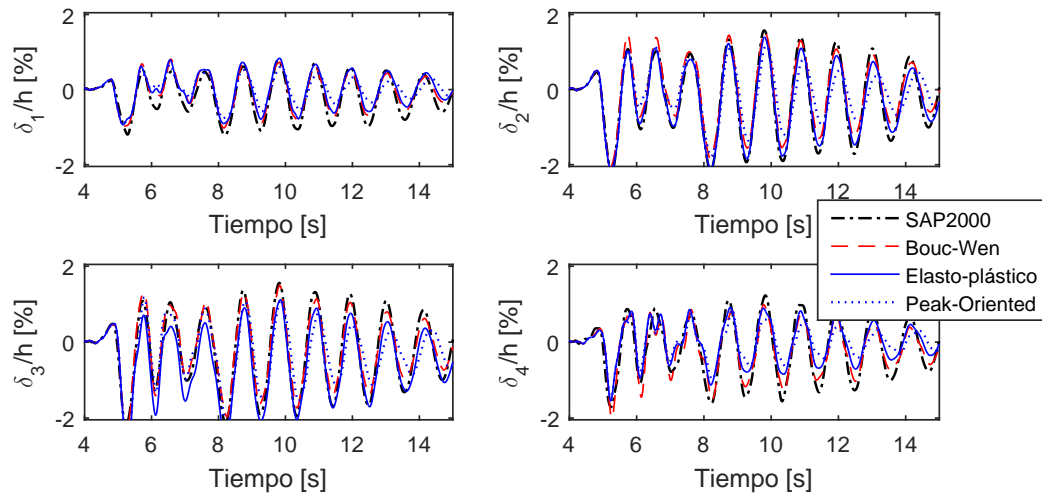 2
0
-2
δ1/h [%]
4 6 8 10 12 14
Tiempo [s]
2
0
-2
δ2/h [%]
4 6 8 10 12 14
Tiempo [s]
SAP2000
Bouc-Wen
Elasto-plástico
Peak-Oriented
2
0
-2
δ3/h [%]
4 6 8 10 12 14
Tiempo [s]
2
0
-2
δ4/h [%]
4 6 8 10 12 14
Tiempo [s]